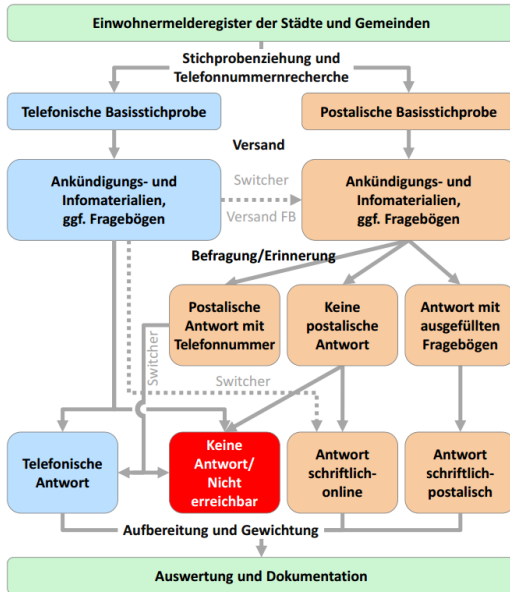 Einwohnermelderegister der Städte und Gemeinden
Stichprobenziehung und
Telefonnummernrecherche
Telefonische Basisstichprobe
Postalische Basisstichprobe
Versand
Ankündigungs- und
Infomaterialien,
ggf. Fragebögen
Switcher
Versand FB
Ankündigungs- und
Infomaterialien,
ggf. Fragebögen
Befragung/Erinnerung
Postalische
Antwort mit
Telefonnummer
Keine
postalische
Antwort
Antwort mit
ausgefüllten
Fragebögen
Switcher
Switcher
Telefonische
Antwort
Keine
Antwort/
Nicht
erreichbar
Antwort
schriftlich-
online
Antwort
schriftlich-
postalisch
Aufbereitung und Gewichtung
Auswertung und Dokumentation